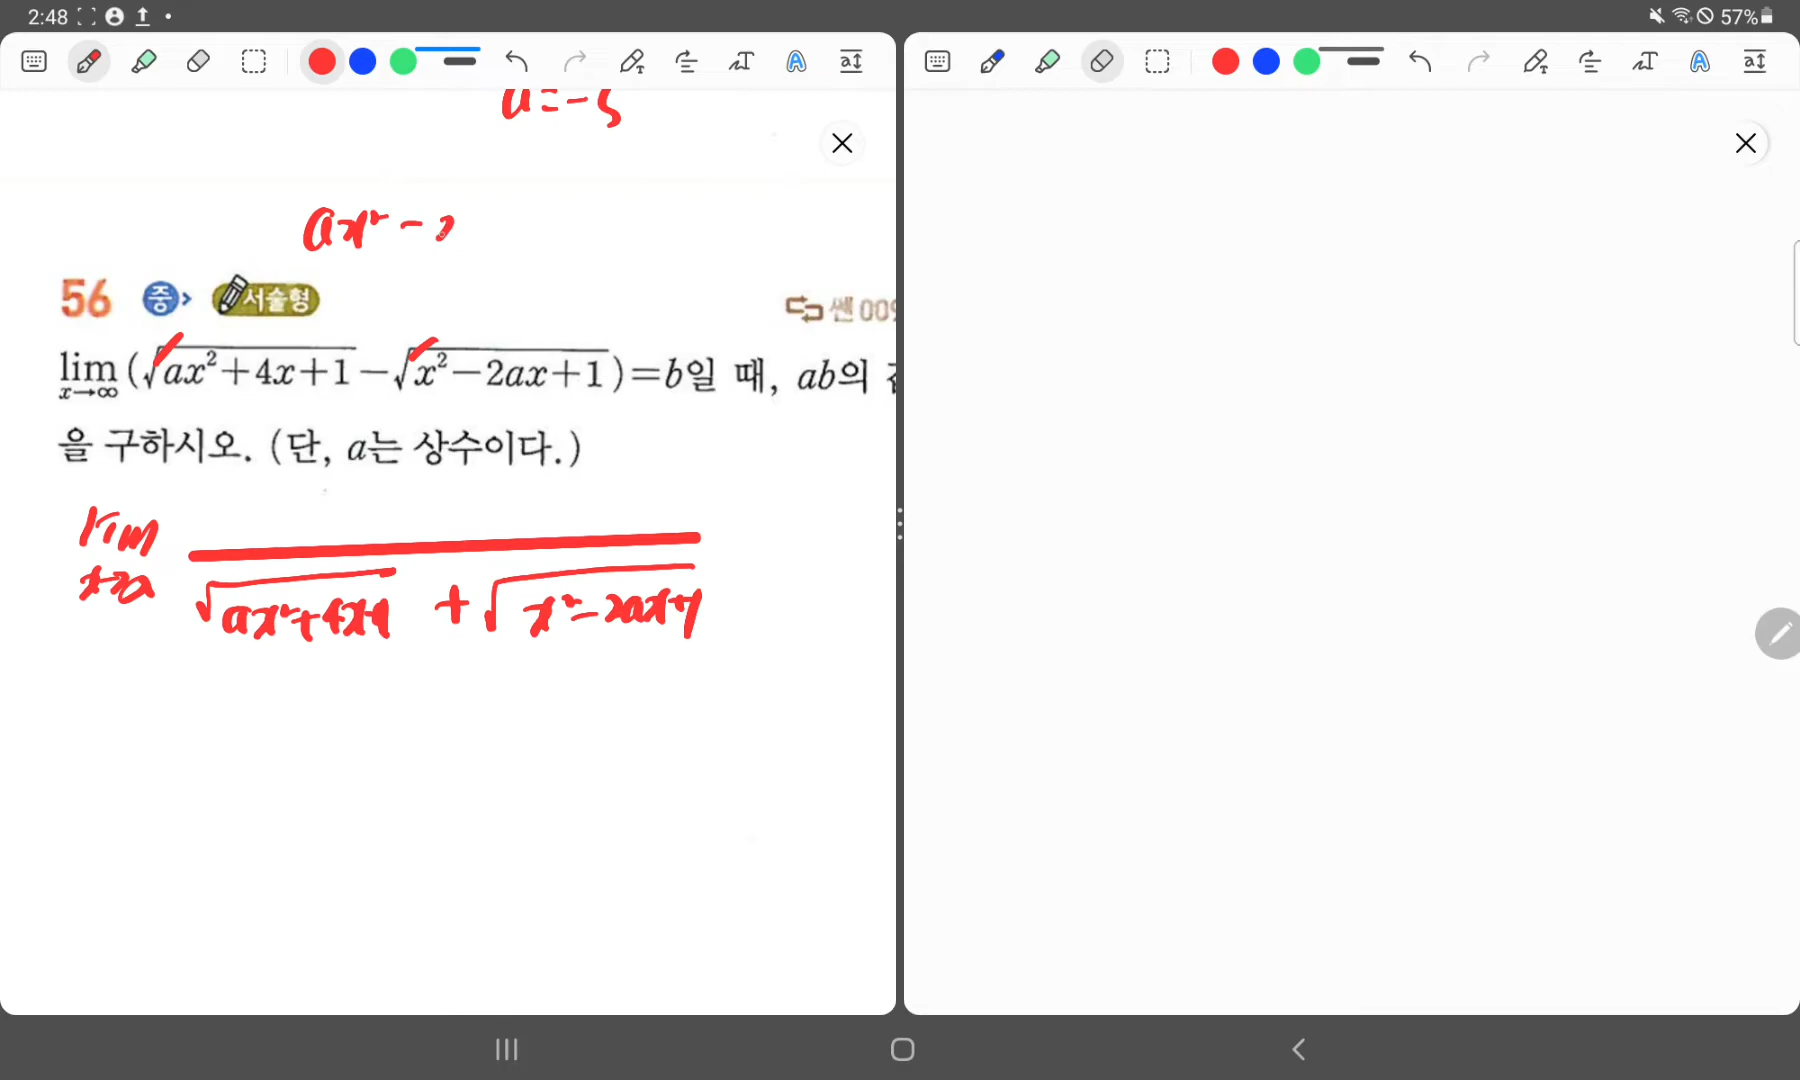 2:48 57%
a=-5
ax² - 2
56 중 서술형 쎈 009
lim x→∞ (√(ax²+4x+1) - √(x²-2ax+1)) = b일 때, ab의
을 구하시오. (단, a는 상수이다.)
lim x→∞ √(ax²+4x+1) + √(x²-2ax+1)